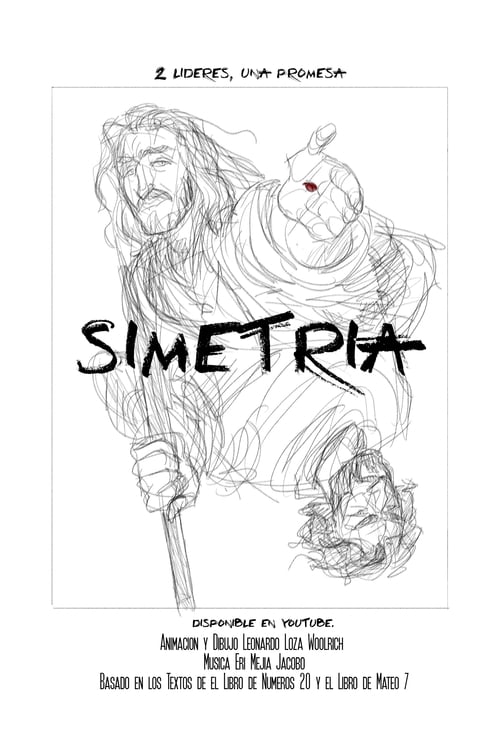 2 LIDERES, UNA PROMESA
SIMETRIA
DISPONIBLE EN YOUTUBE.
ANIMACION Y DIBUJO LEONARDO LOZA WOOLRICH
MUSICA ERI MEJIA JACOBO
BASADO EN LOS TEXTOS DE EL LIBRO DE NUMEROS 20 Y EL LIBRO DE MATEO 7